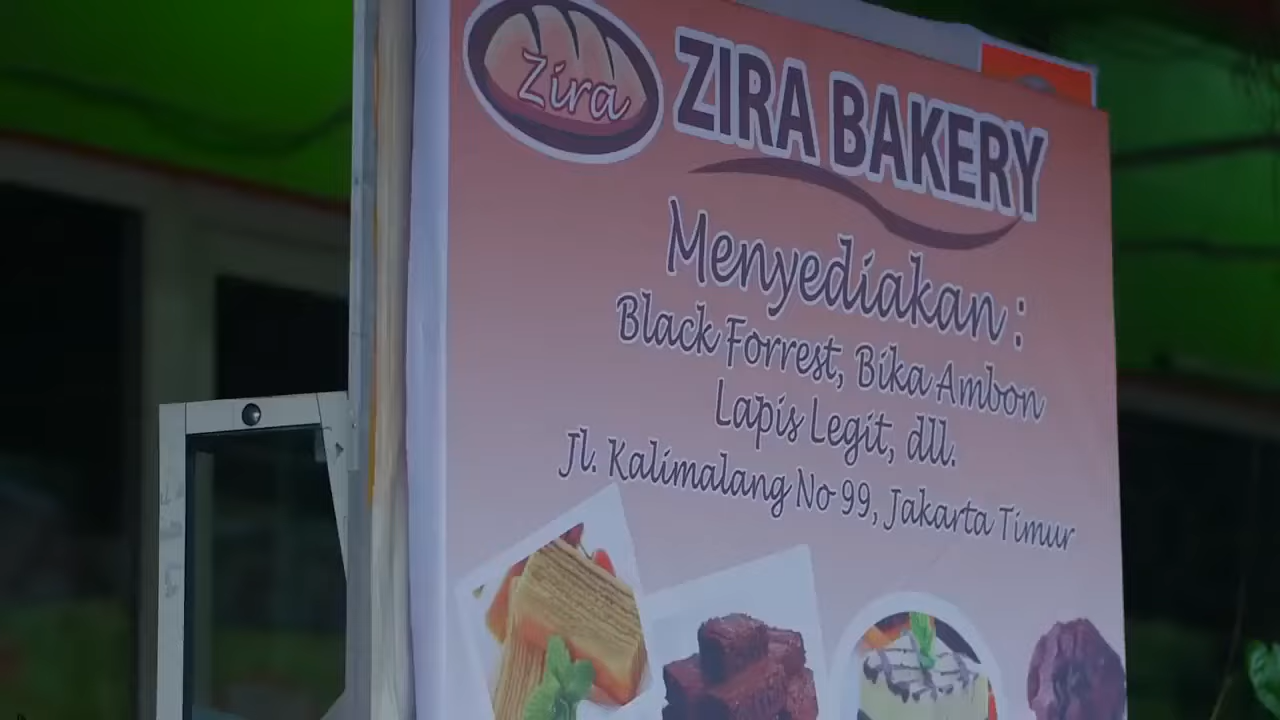 Zira
ZIRA BAKERY
Menyediakan :
Black Forrest, Bika Ambon
Lapis Legit, dll.
Jl. Kalimalang No 99, Jakarta Timur